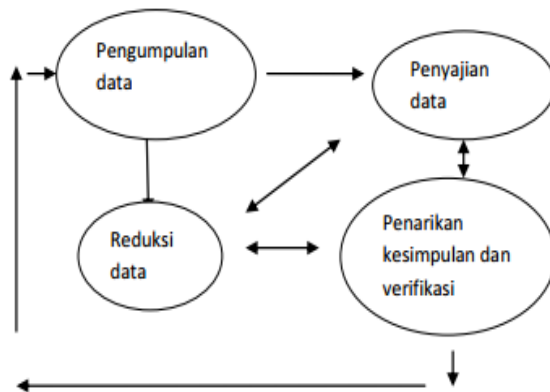 Pengumpulan
data
Penyajian
data
Reduksi
data
Penarikan
kesimpulan dan
verifikasi